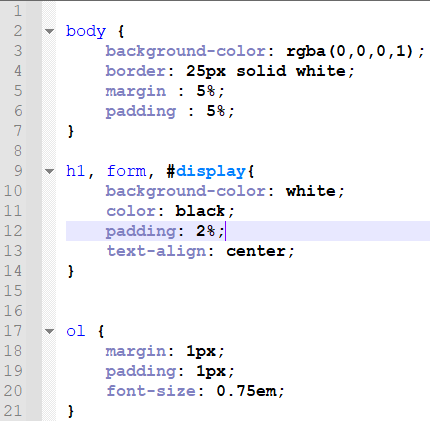 1
2 body {
3     background-color: rgba(0,0,0,1);
4     border: 25px solid white;
5     margin : 5%;
6     padding : 5%;
7 }
8
9 h1, form, #display{
10     background-color: white;
11     color: black;
12     padding: 2%;
13     text-align: center;
14 }
15
16
17 ol {
18     margin: 1px;
19     padding: 1px;
20     font-size: 0.75em;
21 }